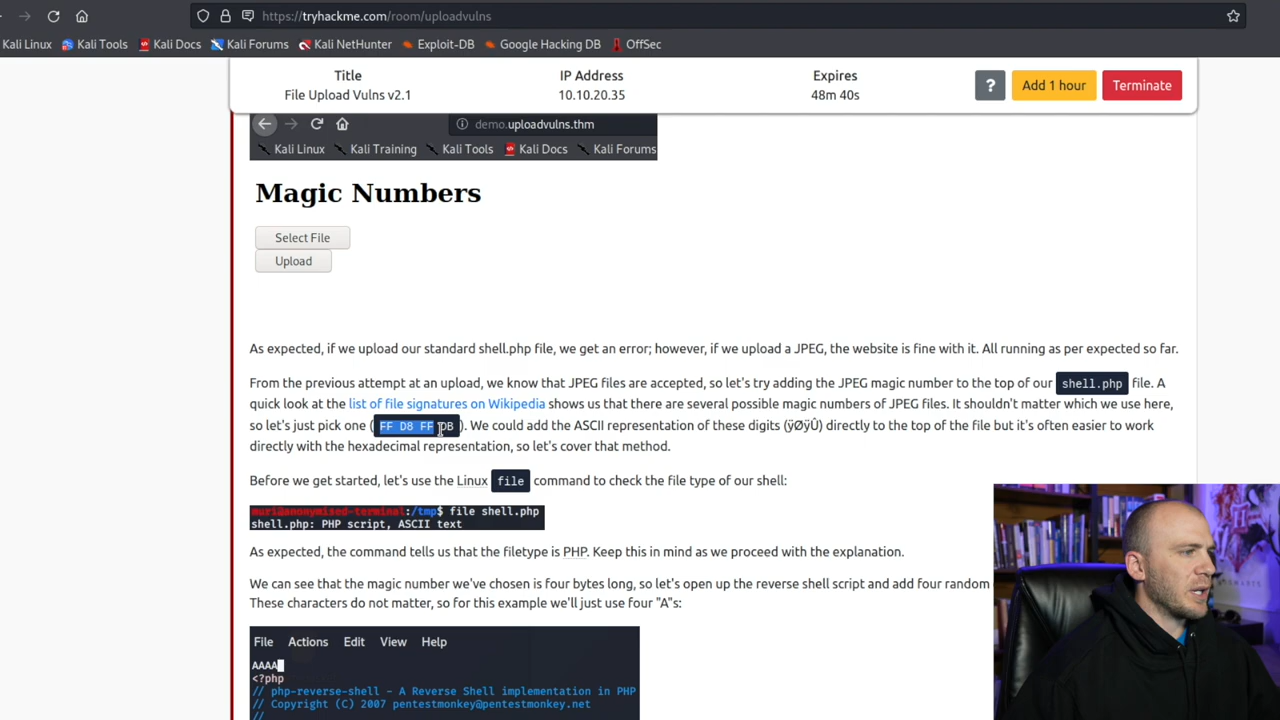 https://tryhackme.com/room/uploadvulns
Kali Linux Kali Tools Kali Docs Kali Forums Kali NetHunter Exploit-DB Google Hacking DB OffSec
Title IP Address Expires
File Upload Vulns v2.1 10.10.20.35 48m 40s ? Add 1 hour Terminate
demo.uploadvulns.thm
Kali Linux Kali Training Kali Tools Kali Docs Kali Forums
Magic Numbers
Select File
Upload
As expected, if we upload our standard shell.php file, we get an error; however, if we upload a JPEG, the website is fine with it. All running as per expected so far.
From the previous attempt at an upload, we know that JPEG files are accepted, so let's try adding the JPEG magic number to the top of our shell.php file. A
quick look at the list of file signatures on Wikipedia shows us that there are several possible magic numbers of JPEG files. It shouldn't matter which we use here,
so let's just pick one ( FF D8 FF DB ). We could add the ASCII representation of these digits (ÿØÿÛ) directly to the top of the file but it's often easier to work
directly with the hexadecimal representation, so let's cover that method.
Before we get started, let's use the Linux file command to check the file type of our shell:
muri@anonymised-terminal:/tmp$ file shell.php
shell.php: PHP script, ASCII text
As expected, the command tells us that the filetype is PHP. Keep this in mind as we proceed with the explanation.
We can see that the magic number we've chosen is four bytes long, so let's open up the reverse shell script and add four random
These characters do not matter, so for this example we'll just use four "A"s:
File Actions Edit View Help
AAAA
<?php
// php-reverse-shell - A Reverse Shell implementation in PHP
// Copyright (C) 2007 pentestmonkey@pentestmonkey.net
//